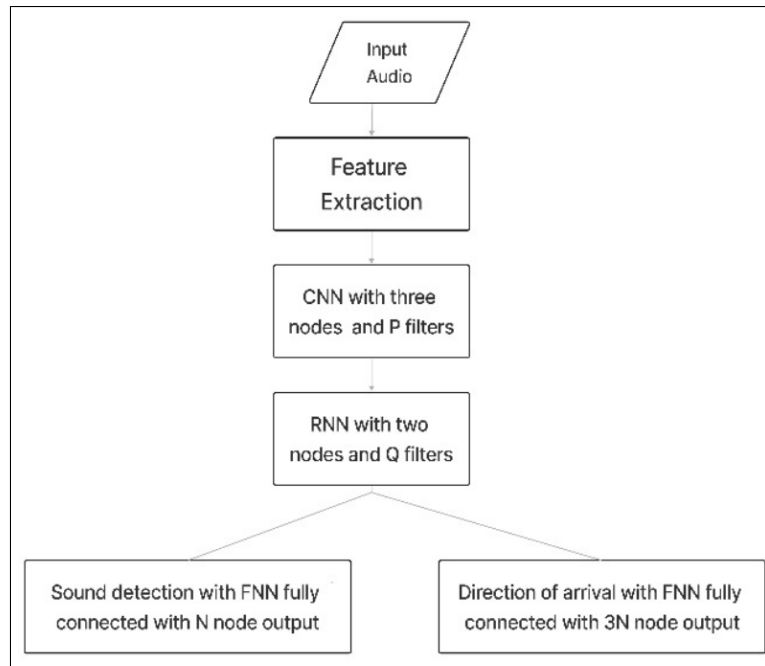 Input
Audio
Feature
Extraction
CNN with three
nodes and P filters
RNN with two
nodes and Q filters
Sound detection with FNN fully
connected with N node output
Direction of arrival with FNN fully
connected with 3N node output